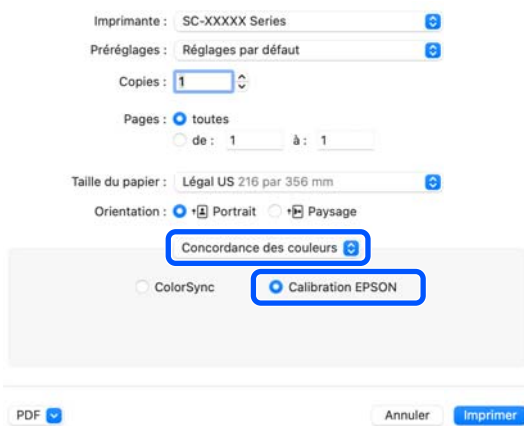 Imprimante : SC-XXXXX Series
Préréglages : Réglages par défaut
Copies : 1
Pages : toutes
de : 1 à : 1
Taille du papier : Légal US 216 par 356 mm
Orientation : Portrait Paysage
Concordance des couleurs
ColorSync Calibration EPSON
PDF Annuler Imprimer